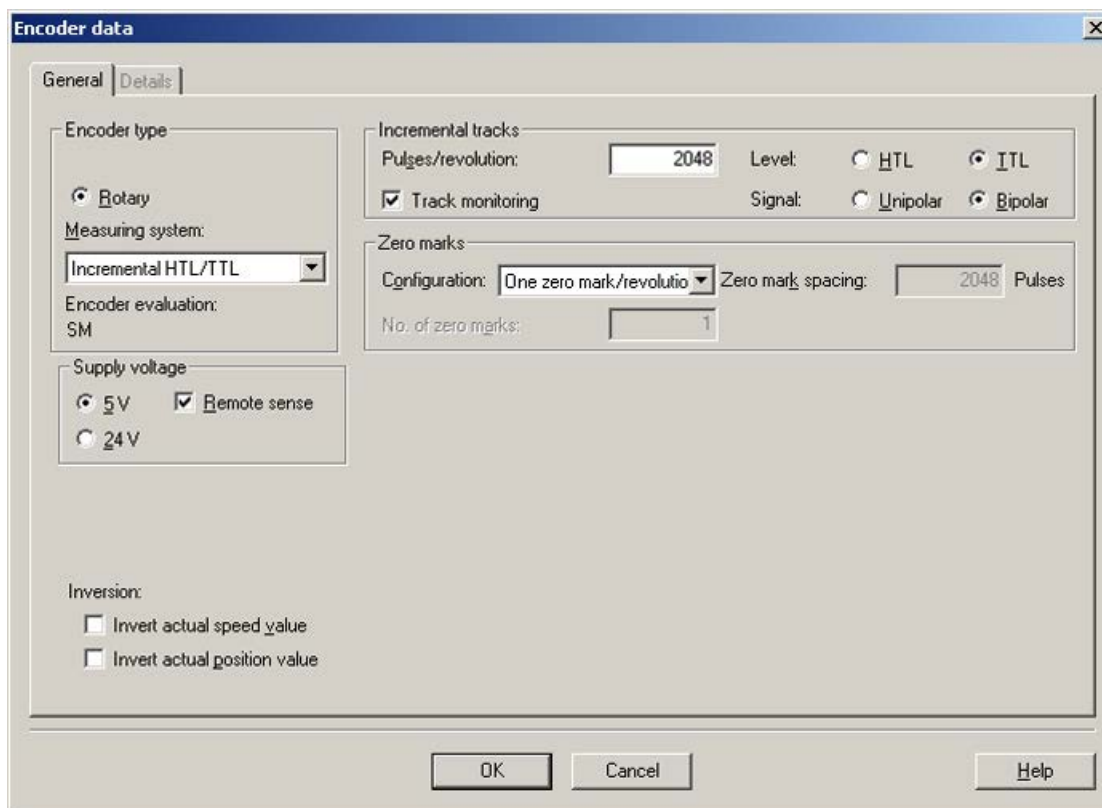 Encoder data
General Details
Encoder type
Rotary
Measuring system:
Incremental HTL/TTL
Encoder evaluation:
SM
Supply voltage
5 V Remote sense
24 V
Inversion:
Invert actual speed value
Invert actual position value
Incremental tracks
Pulses/revolution: 2048 Level: HTL TTL
Track monitoring Signal: Unipolar Bipolar
Zero marks
Configuration: One zero mark/revolutio Zero mark spacing: 2048 Pulses
No. of zero marks: 1
OK Cancel Help